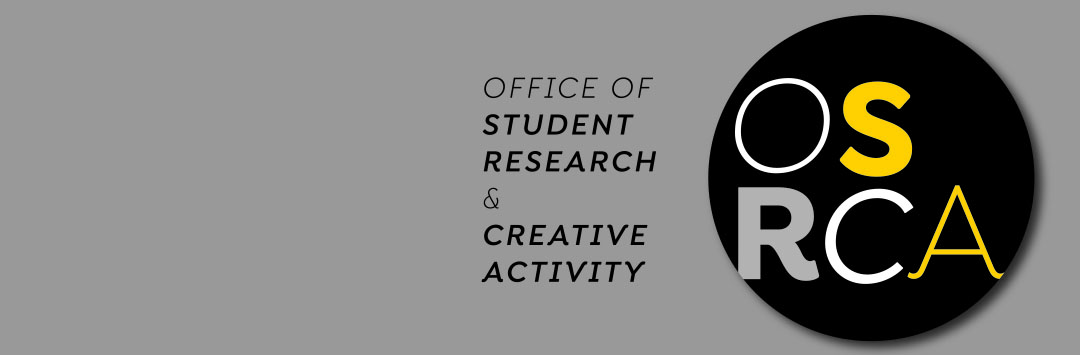 OFFICE OF
STUDENT
RESEARCH
&
CREATIVE
ACTIVITY
OS
RCA